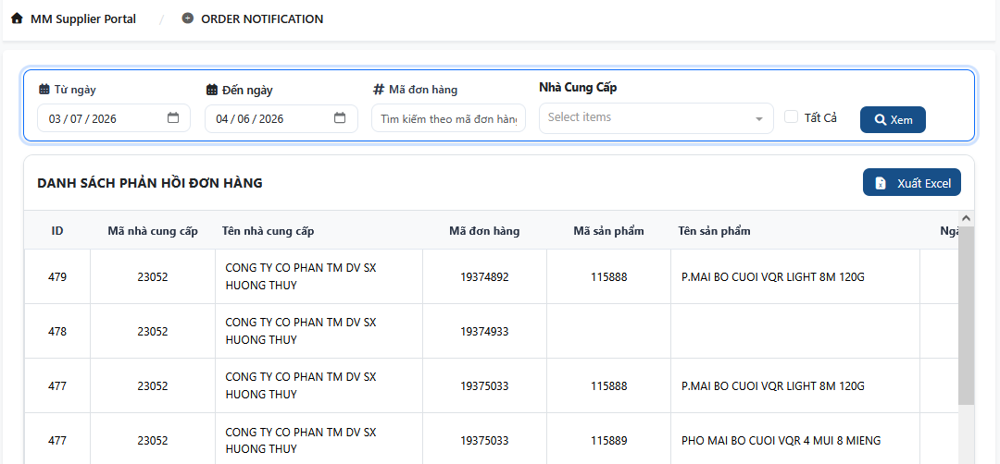 MM Supplier Portal / ORDER NOTIFICATION
Từ ngày
Đến ngày
# Mã đơn hàng
Nhà Cung Cấp
03 / 07 / 2026
04 / 06 / 2026
Tìm kiếm theo mã đơn hàng
Select items
Tất Cả
Xem
DANH SÁCH PHẢN HỒI ĐƠN HÀNG
Xuất Excel
ID Mã nhà cung cấp Tên nhà cung cấp Mã đơn hàng Mã sản phẩm Tên sản phẩm
479 23052 CONG TY CO PHAN TM DV SX 19374892 115888 P.MAI BO CUOI VQR LIGHT 8M 120G
HUONG THUY
478 23052 CONG TY CO PHAN TM DV SX 19374933
HUONG THUY
477 23052 CONG TY CO PHAN TM DV SX 19375033 115888 P.MAI BO CUOI VQR LIGHT 8M 120G
HUONG THUY
477 23052 CONG TY CO PHAN TM DV SX 19375033 115889 PHO MAI BO CUOI VQR 4 MUI 8 MIENG
HUONG THUY